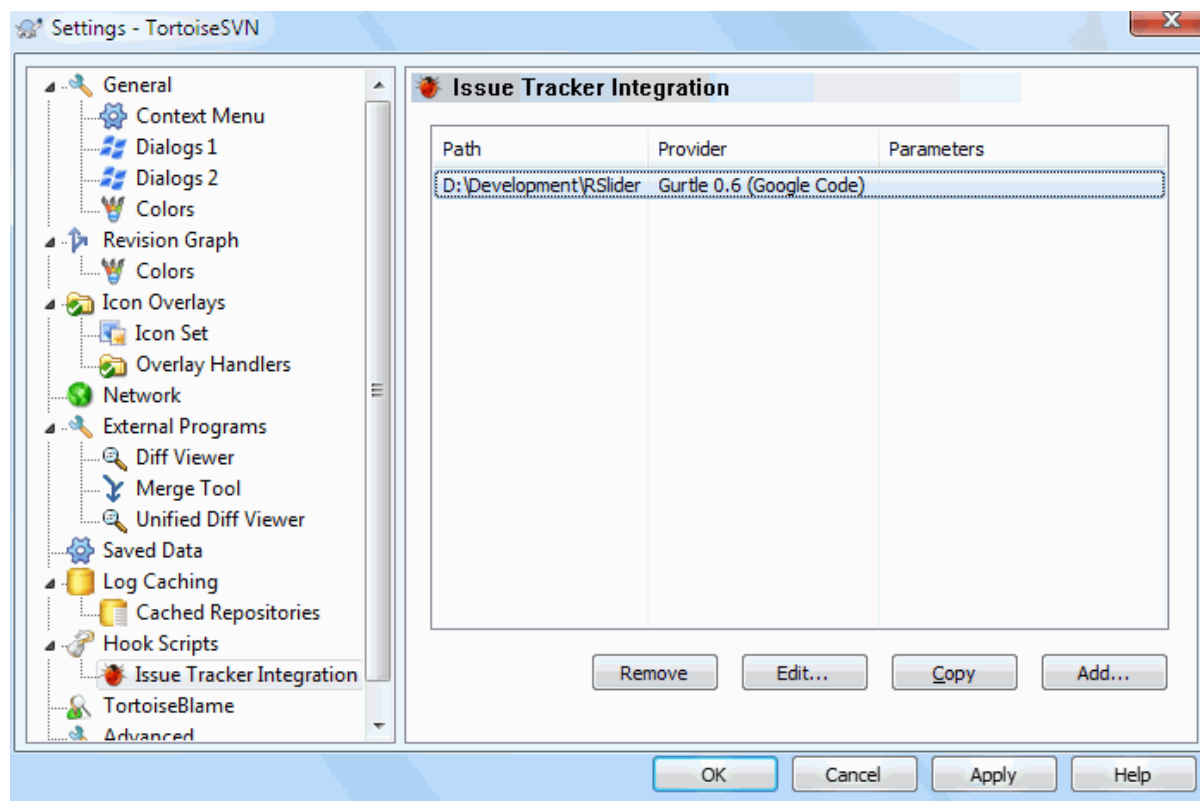 Settings - TortoiseSVN
General
Context Menu
Dialogs 1
Dialogs 2
Colors
Revision Graph
Colors
Icon Overlays
Icon Set
Overlay Handlers
Network
External Programs
Diff Viewer
Merge Tool
Unified Diff Viewer
Saved Data
Log Caching
Cached Repositories
Hook Scripts
Issue Tracker Integration
TortoiseBlame
Advanced
Issue Tracker Integration
Path Provider Parameters
D:\Development\RSlider Gurtle 0.6 (Google Code)
Remove Edit... Copy Add...
OK Cancel Apply Help